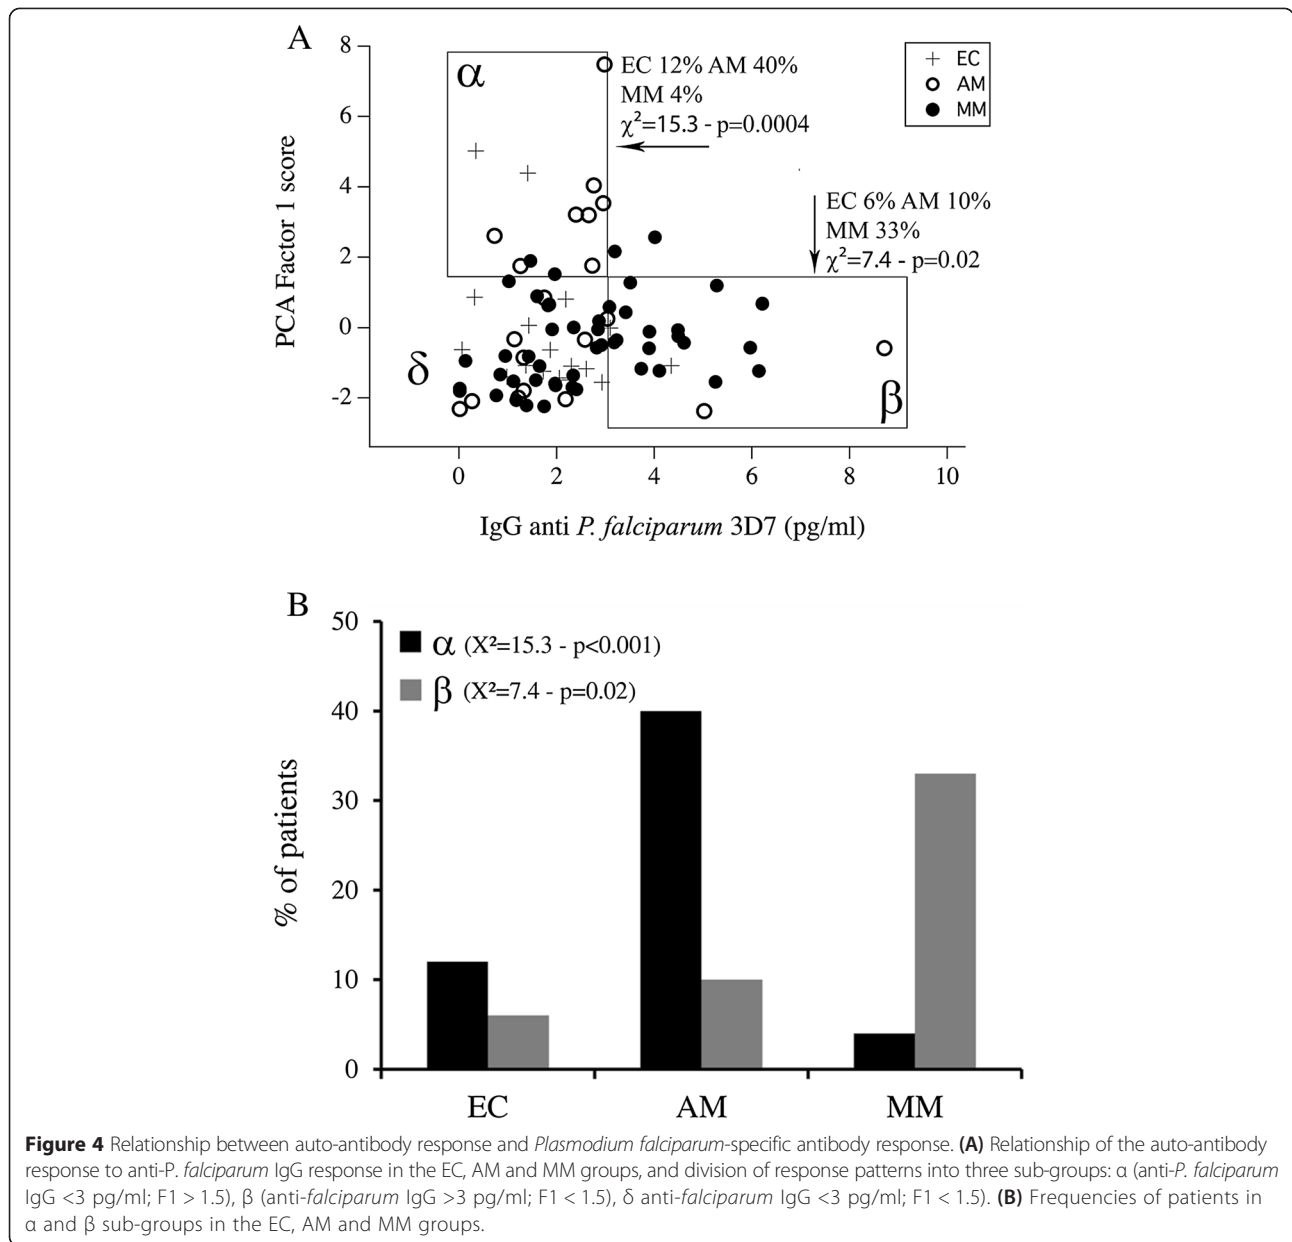 A
α
EC 12% AM 40%
MM 4%
χ²=15.3 - p=0.0004
EC
AM
MM
EC 6% AM 10%
MM 33%
χ²=7.4 - p=0.02
δ
β
PCA Factor 1 score
8
6
4
2
0
-2
0 2 4 6 8 10
IgG anti P. falciparum 3D7 (pg/ml)
B
α (X²=15.3 - p<0.001)
β (X²=7.4 - p=0.02)
% of patients
50
40
30
20
10
0
EC AM MM
Figure 4 Relationship between auto-antibody response and Plasmodium falciparum-specific antibody response. (A) Relationship of the auto-antibody
response to anti-P. falciparum IgG response in the EC, AM and MM groups, and division of response patterns into three sub-groups: α (anti-P. falciparum
IgG <3 pg/ml; F1 > 1.5), β (anti-falciparum IgG >3 pg/ml; F1 < 1.5), δ anti-falciparum IgG <3 pg/ml; F1 < 1.5). (B) Frequencies of patients in
α and β sub-groups in the EC, AM and MM groups.